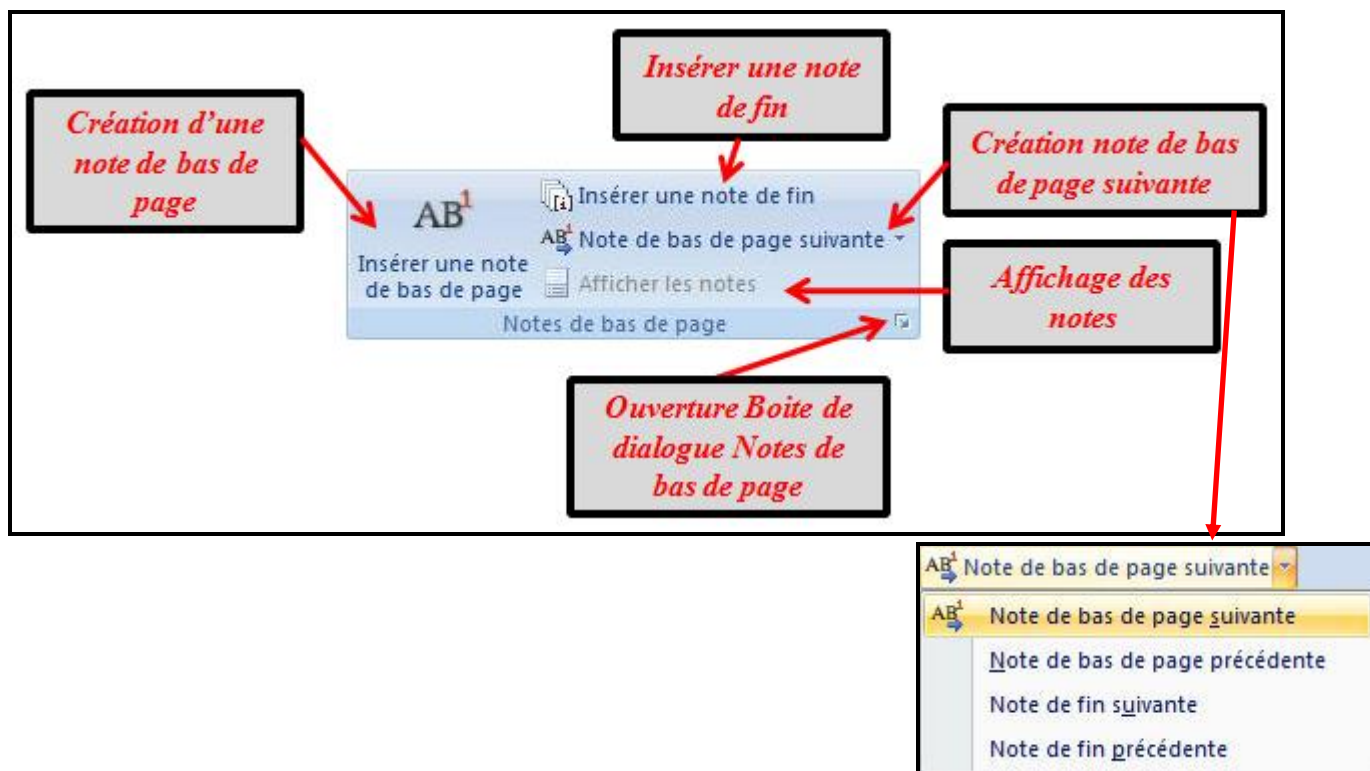 Insérer une note
de fin
Création d’une
note de bas de
page
Création note de bas
de page suivante
AB1
Insérer une note
de bas de page
Insérer une note de fin
AB1 Note de bas de page suivante
Afficher les notes
Notes de bas de page
Affichage des
notes
Ouverture Boite de
dialogue Notes de
bas de page
AB1 Note de bas de page suivante
AB1 Note de bas de page suivante
Note de bas de page précédente
Note de fin suivante
Note de fin précédente